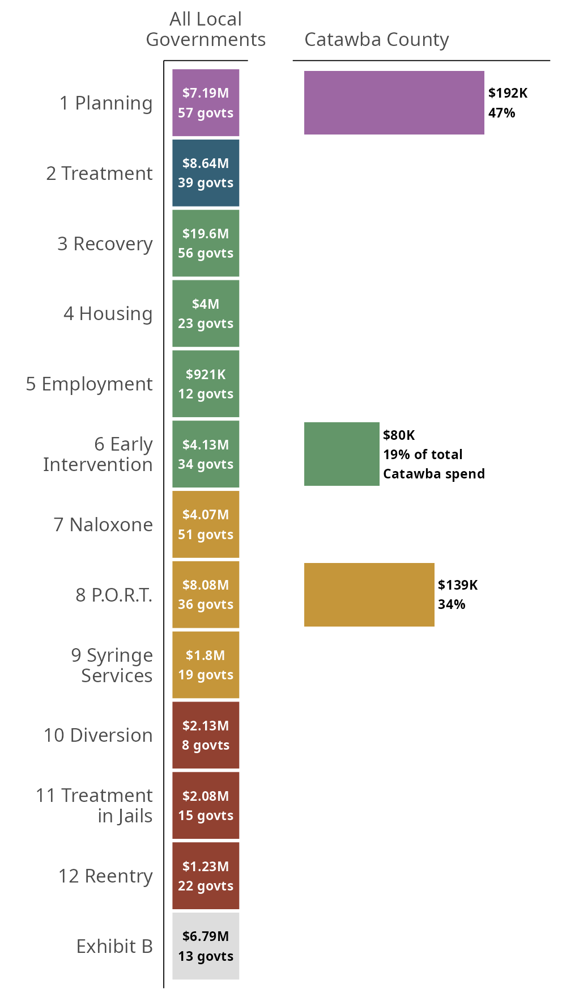 All Local
Governments
Catawba County
1 Planning
$7.19M
57 govts
$192K
47%
2 Treatment
$8.64M
39 govts
3 Recovery
$19.6M
56 govts
4 Housing
$4M
23 govts
5 Employment
$921K
12 govts
6 Early
Intervention
$4.13M
34 govts
$80K
19% of total
Catawba spend
7 Naloxone
$4.07M
51 govts
8 P.O.R.T.
$8.08M
36 govts
$139K
34%
9 Syringe
Services
$1.8M
19 govts
10 Diversion
$2.13M
8 govts
11 Treatment
in Jails
$2.08M
15 govts
12 Reentry
$1.23M
22 govts
Exhibit B
$6.79M
13 govts